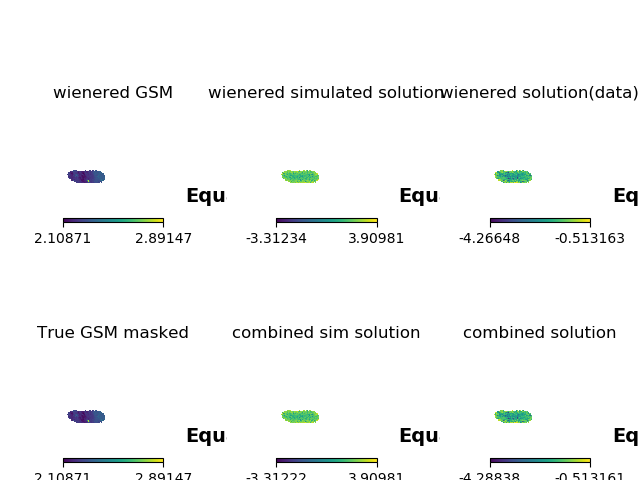 wienered GSM
wienered simulated solution
wienered solution(data)
Equ
Equ
Eq
2.10871 2.89147
-3.31234 3.90981
-4.26648 -0.513163
True GSM masked
combined sim solution
combined solution
Equ
Equ
Eq
2.10871 2.89147
-3.31222 3.90981
-4.28838 -0.513161